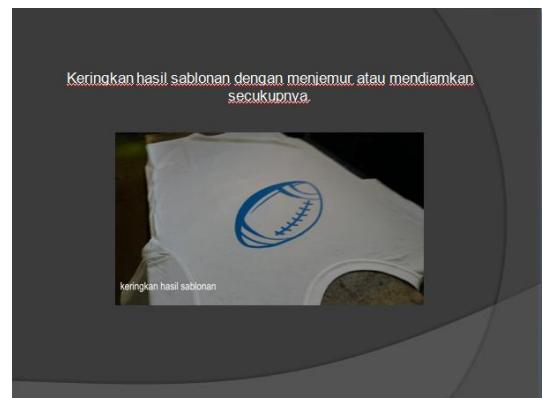 Keringkan hasil sablonan dengan menjemur atau mendiamkan
secukupnya.
keringkan hasil sablonan